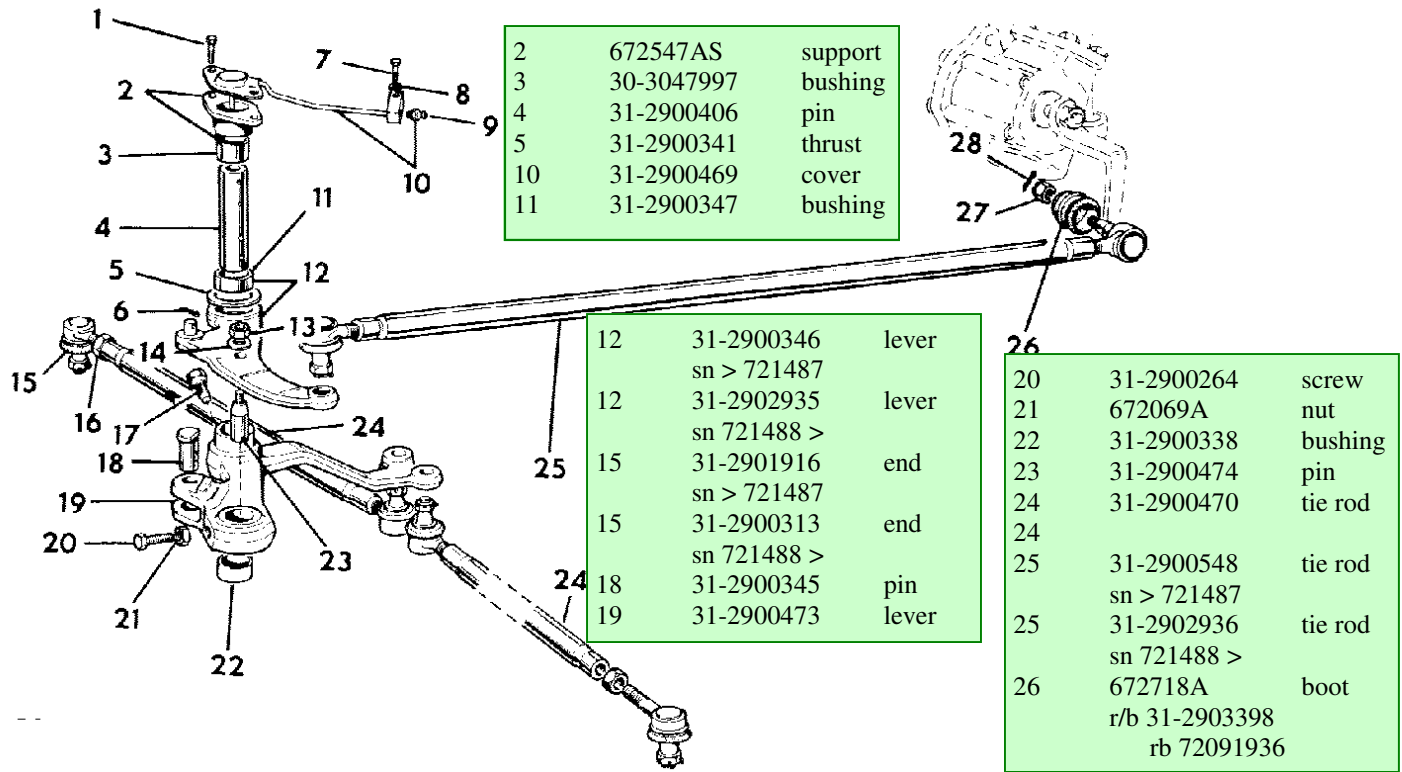 1
2
3
4
5
6
7
8
9
10
11
12
13
14
15
16
17
18
19
20
21
22
23
24
24
25
26
27
28
2 672547AS support
3 30-3047997 bushing
4 31-2900406 pin
5 31-2900341 thrust
10 31-2900469 cover
11 31-2900347 bushing
12 31-2900346 lever
sn > 721487
12 31-2902935 lever
sn 721488 >
15 31-2901916 end
sn > 721487
15 31-2900313 end
sn 721488 >
18 31-2900345 pin
19 31-2900473 lever
20 31-2900264 screw
21 672069A nut
22 31-2900338 bushing
23 31-2900474 pin
24 31-2900470 tie rod
24
25 31-2900548 tie rod
sn > 721487
25 31-2902936 tie rod
sn 721488 >
26 672718A boot
r/b 31-2903398
rb 72091936